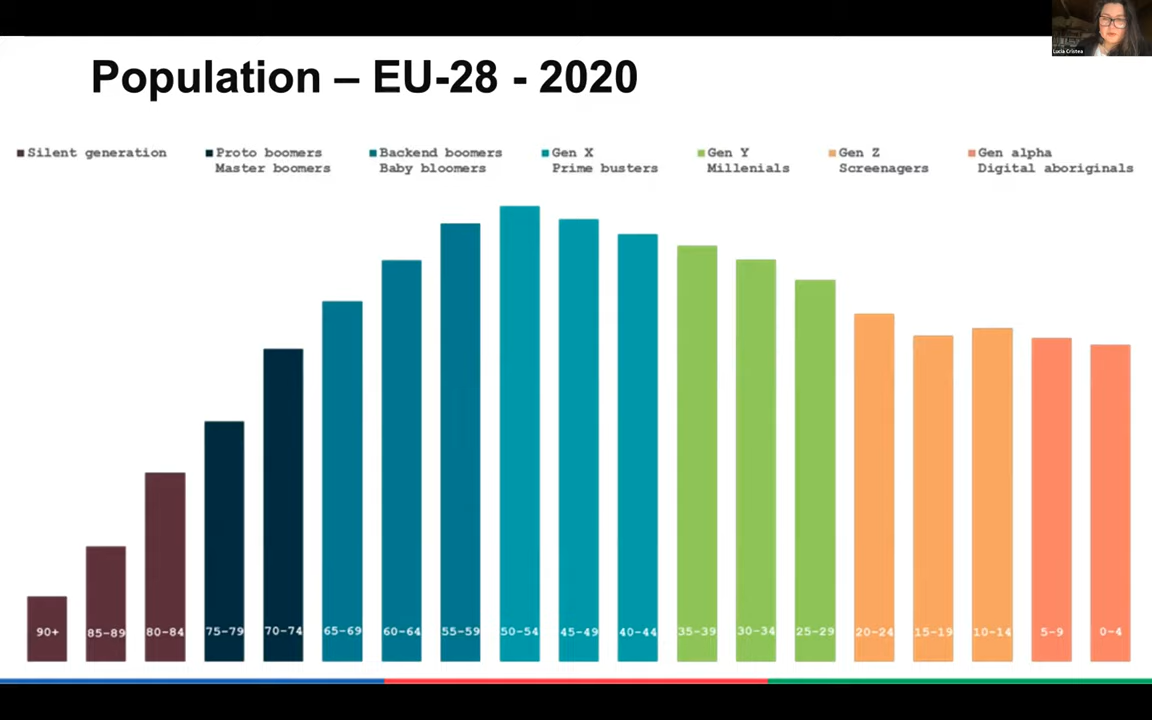 Lucia Cristea
Population – EU-28 - 2020
Silent generation
Proto boomers
Master boomers
Backend boomers
Baby bloomers
Gen X
Prime busters
Gen Y
Millenials
Gen Z
Screenagers
Gen alpha
Digital aboriginals
90+
85-89
80-84
75-79
70-74
65-69
60-64
55-59
50-54
45-49
40-44
35-39
30-34
25-29
20-24
15-19
10-14
5-9
0-4